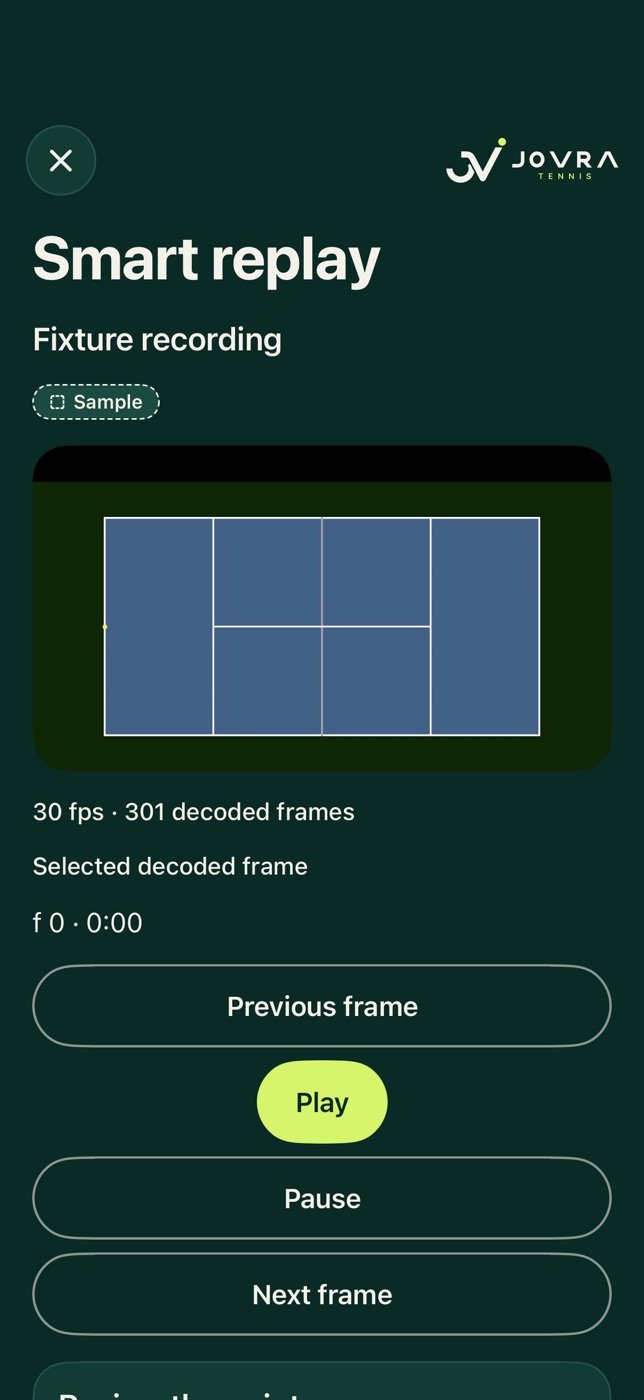 JOVRA
TENNIS
Smart replay
Fixture recording
Sample
30 fps · 301 decoded frames
Selected decoded frame
f 0 · 0:00
Previous frame
Play
Pause
Next frame